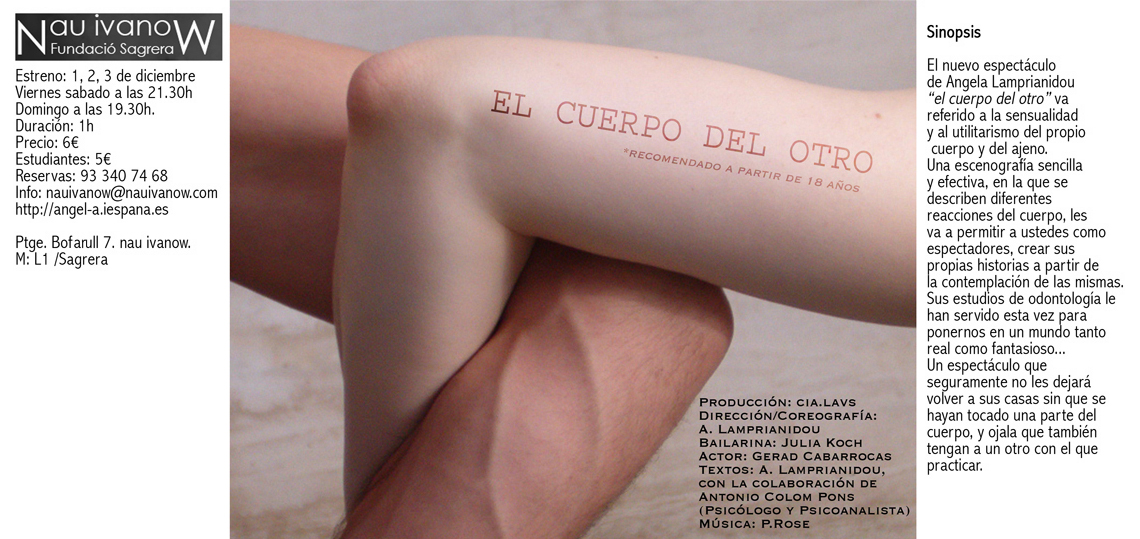 Nau ivanoW
Fundació Sagrera
Estreno: 1, 2, 3 de diciembre
Viernes sabado a las 21.30h
Domingo a las 19.30h.
Duración: 1h
Precio: 6€
Estudiantes: 5€
Reservas: 93 340 74 68
Info: nauivanow@nauivanow.com
http://angel-a.iespana.es
Ptge. Bofarull 7. nau ivanow.
M: L1 /Sagrera
EL CUERPO DEL OTRO
*RECOMENDADO A PARTIR DE 18 AÑOS
PRODUCCIÓN: CIA.LAVS
DIRECCIÓN/COREOGRAFÍA:
A. LAMPRIANIDOU
BAILARINA: JULIA KOCH
ACTOR: GERAD CABARROCAS
TEXTOS: A. LAMPRIANIDOU,
CON LA COLABORACIÓN DE
ANTONIO COLOM PONS
(PSICÓLOGO Y PSICOANALISTA)
MÚSICA: P.ROSE
Sinopsis
El nuevo espectáculo
de Angela Lamprianidou
“el cuerpo del otro” va
referido a la sensualidad
y al utilitarismo del propio
cuerpo y del ajeno.
Una escenografía sencilla
y efectiva, en la que se
describen diferentes
reacciones del cuerpo, les
va a permitir a ustedes como
espectadores, crear sus
propias historias a partir de
la contemplación de las mismas.
Sus estudios de odontología le
han servido esta vez para
ponernos en un mundo tanto
real como fantasioso...
Un espectáculo que
seguramente no les dejará
volver a sus casas sin que se
hayan tocado una parte del
cuerpo, y ojala que también
tengan a un otro con el que
practicar.